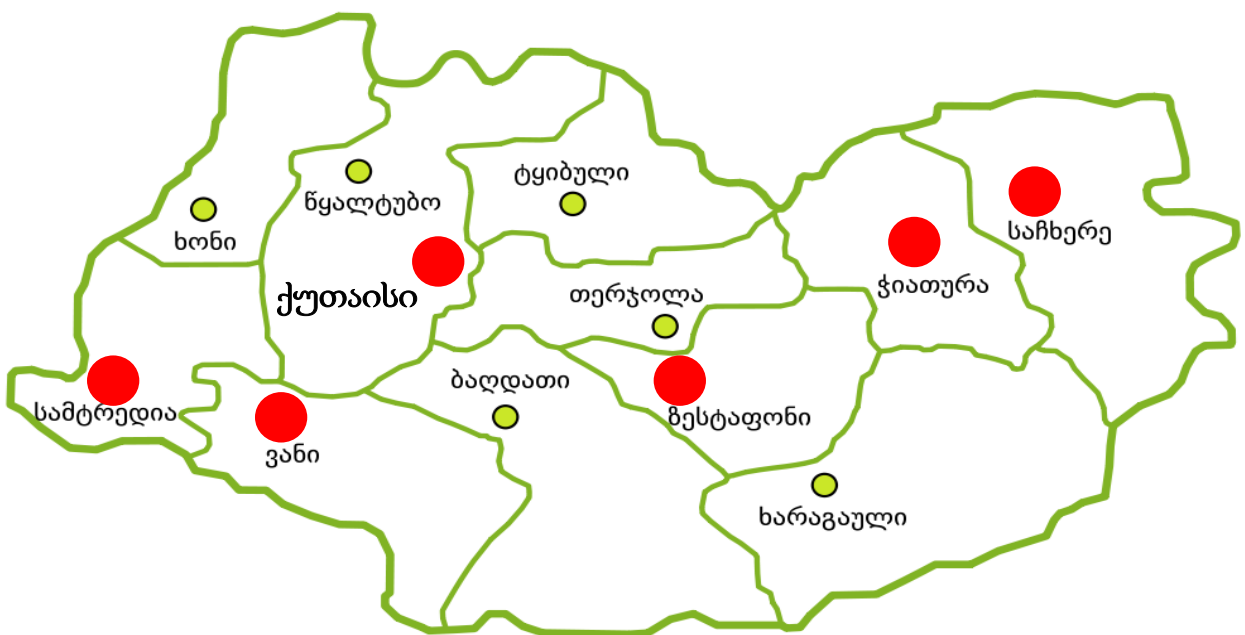 ტყიბული
წყალტუბო
ხონი
საჩხერე
ჭიათურა
ქუთაისი
თერჯოლა
ბაღდათი
სამტრედია
ზესტაფონი
ვანი
ხარაგაული